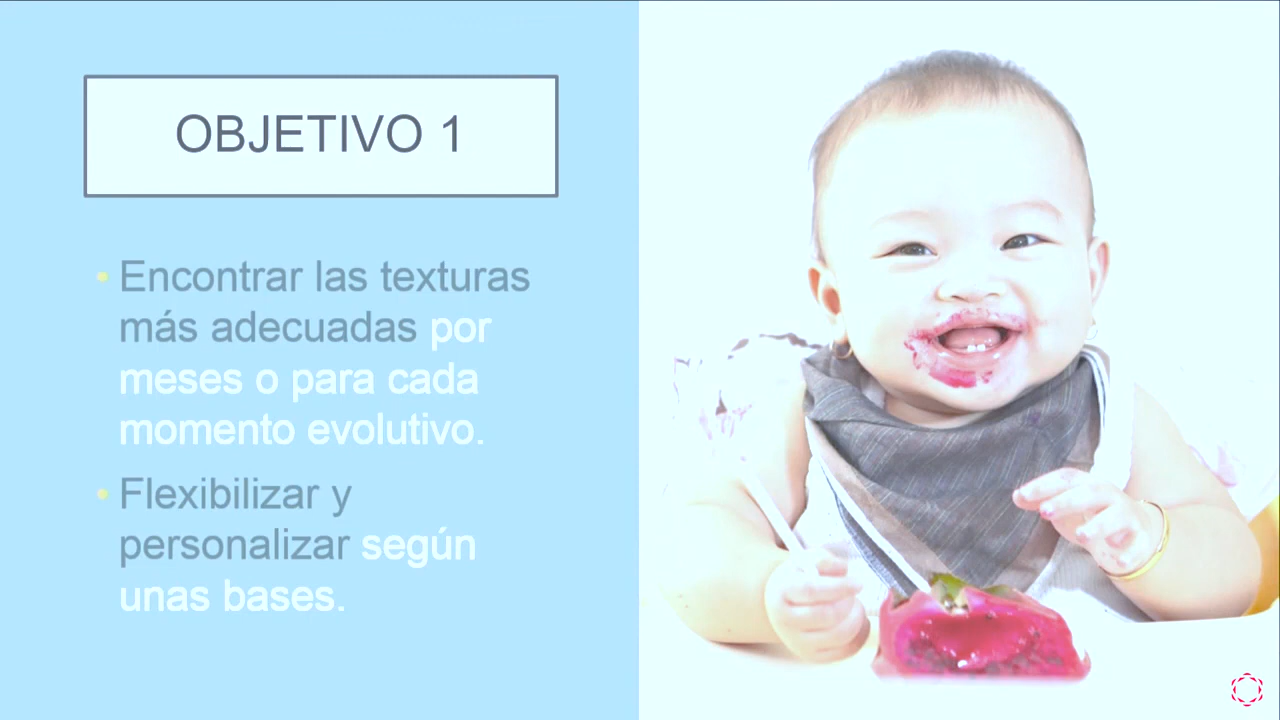 OBJETIVO 1
• Encontrar las texturas
más adecuadas por
meses o para cada
momento evolutivo.
• Flexibilizar y
personalizar según
unas bases.